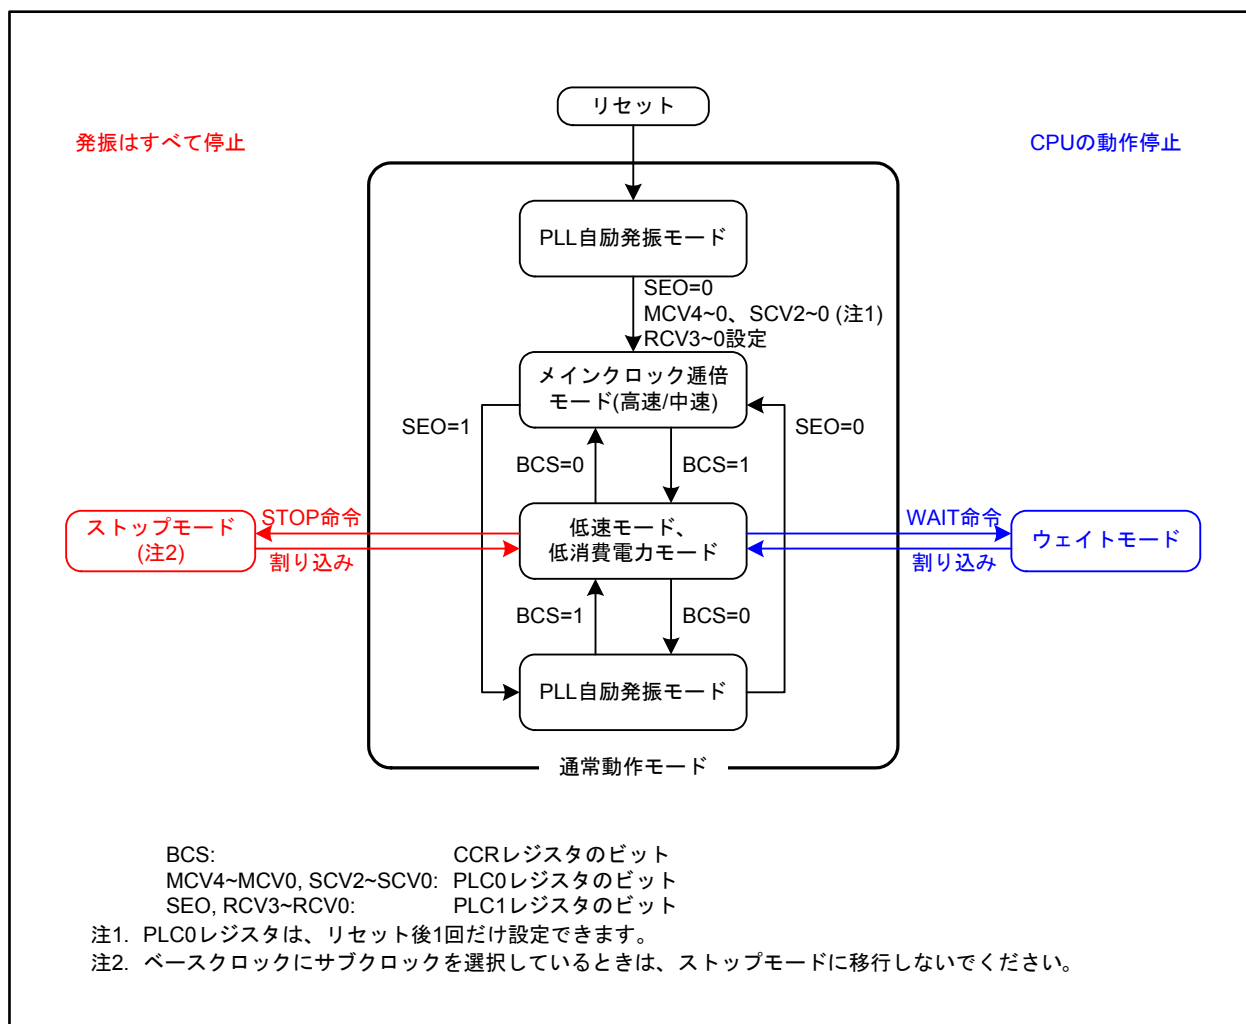 リセット
発振はすべて停止
CPUの動作停止
PLL自励発振モード
SEO=0
MCV4~0、SCV2~0 (注1)
RCV3~0設定
メインクロック逓倍
モード(高速/中速)
SEO=1
SEO=0
BCS=0
BCS=1
STOP命令
WAIT命令
ストップモード
(注2)
低速モード、
低消費電力モード
ウェイトモード
割り込み
割り込み
BCS=1
BCS=0
PLL自励発振モード
通常動作モード
BCS: CCRレジスタのビット
MCV4~MCV0, SCV2~SCV0: PLC0レジスタのビット
SEO, RCV3~RCV0: PLC1レジスタのビット
注1. PLC0レジスタは、リセット後1回だけ設定できます。
注2. ベースクロックにサブクロックを選択しているときは、ストップモードに移行しないでください。